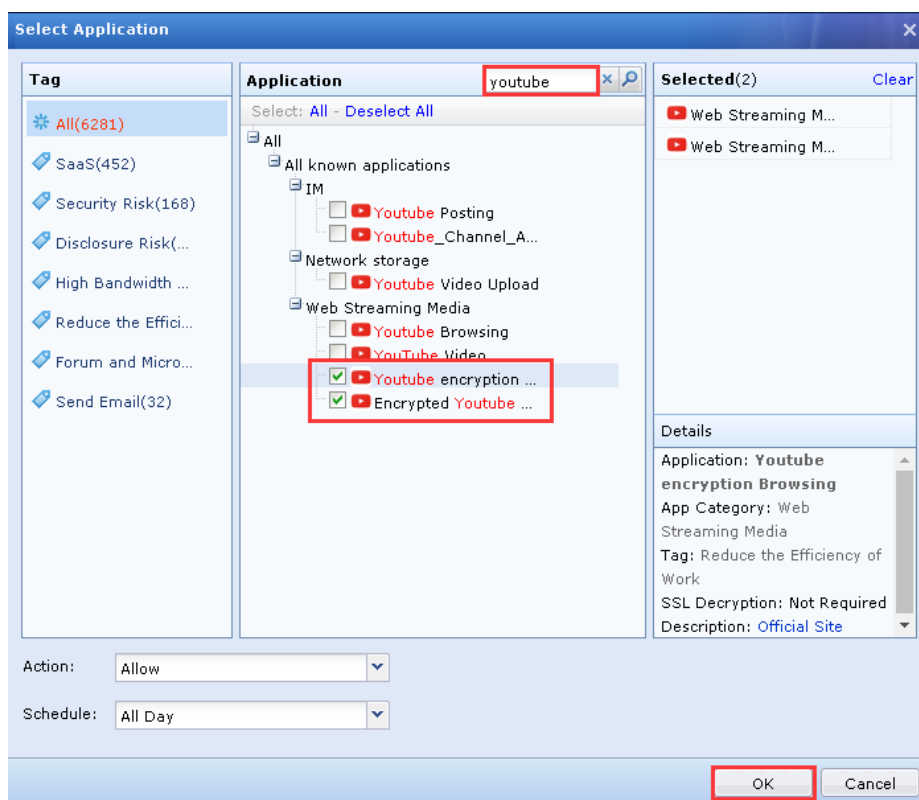 Select Application
Tag
All(6281)
SaaS(452)
Security Risk(168)
Disclosure Risk(...
High Bandwidth ...
Reduce the Effici...
Forum and Micro...
Send Email(32)
Application
youtube
Select: All - Deselect All
All
All known applications
IM
Youtube Posting
Youtube_Channel_A...
Network storage
Youtube Video Upload
Web Streaming Media
Youtube Browsing
YouTube Video
Youtube encryption ...
Encrypted Youtube ...
Selected(2)
Clear
Web Streaming M...
Web Streaming M...
Details
Application: Youtube
encryption Browsing
App Category: Web
Streaming Media
Tag: Reduce the Efficiency of
Work
SSL Decryption: Not Required
Description: Official Site
Action: Allow
Schedule: All Day
OK
Cancel